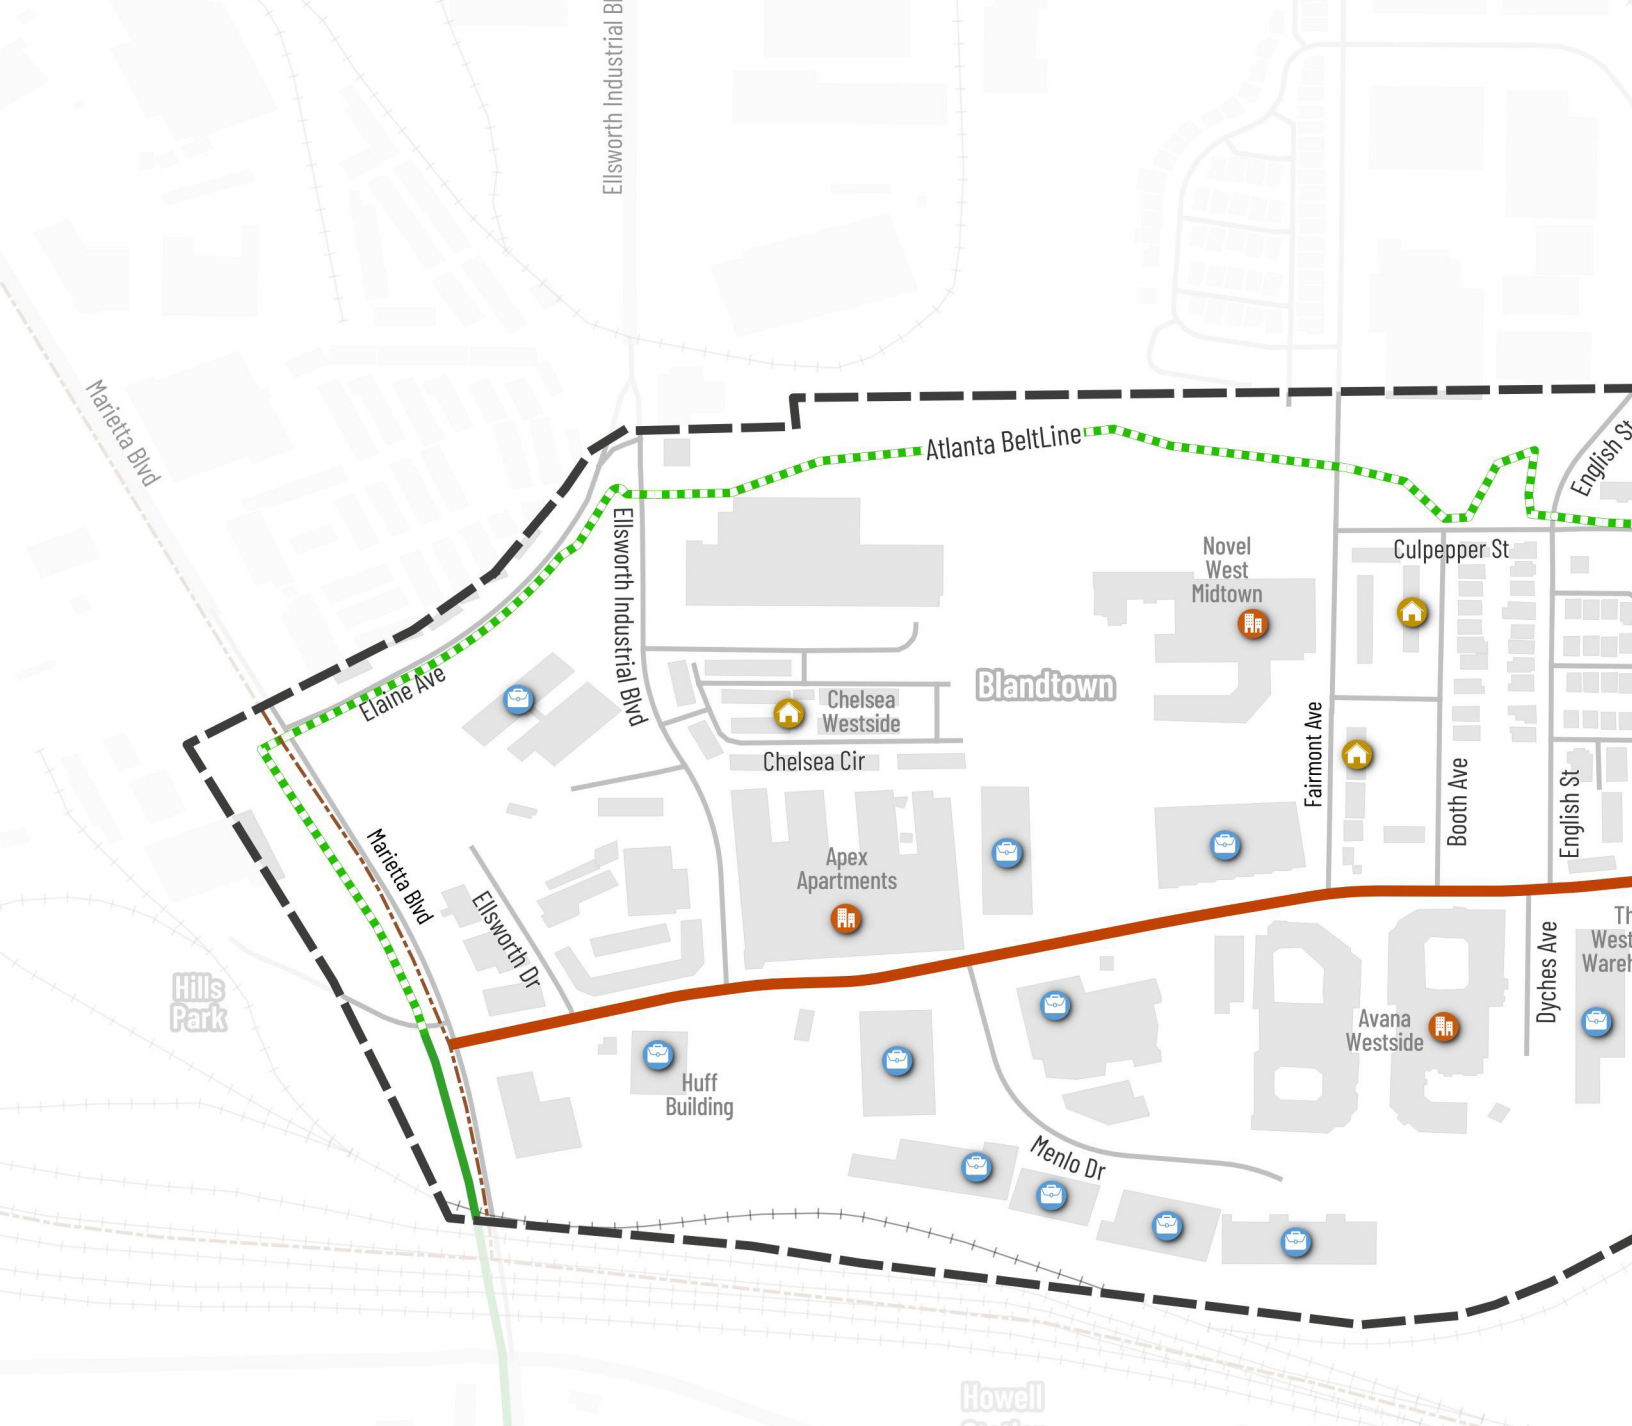 Ellsworth Industrial
Marietta Blvd
English St
Atlanta BeltLine
Ellsworth Industrial Blvd
Culpepper St
Novel
West
Midtown
Elaine Ave
Blandtown
Chelsea
Westside
Chelsea Cir
Fairmont Ave
Booth Ave
English St
Marietta Blvd
Apex
Apartments
Ellsworth Dr
Dyches Ave
Hills
Park
Avana
Westside
Huff
Building
Menlo Dr
Howell